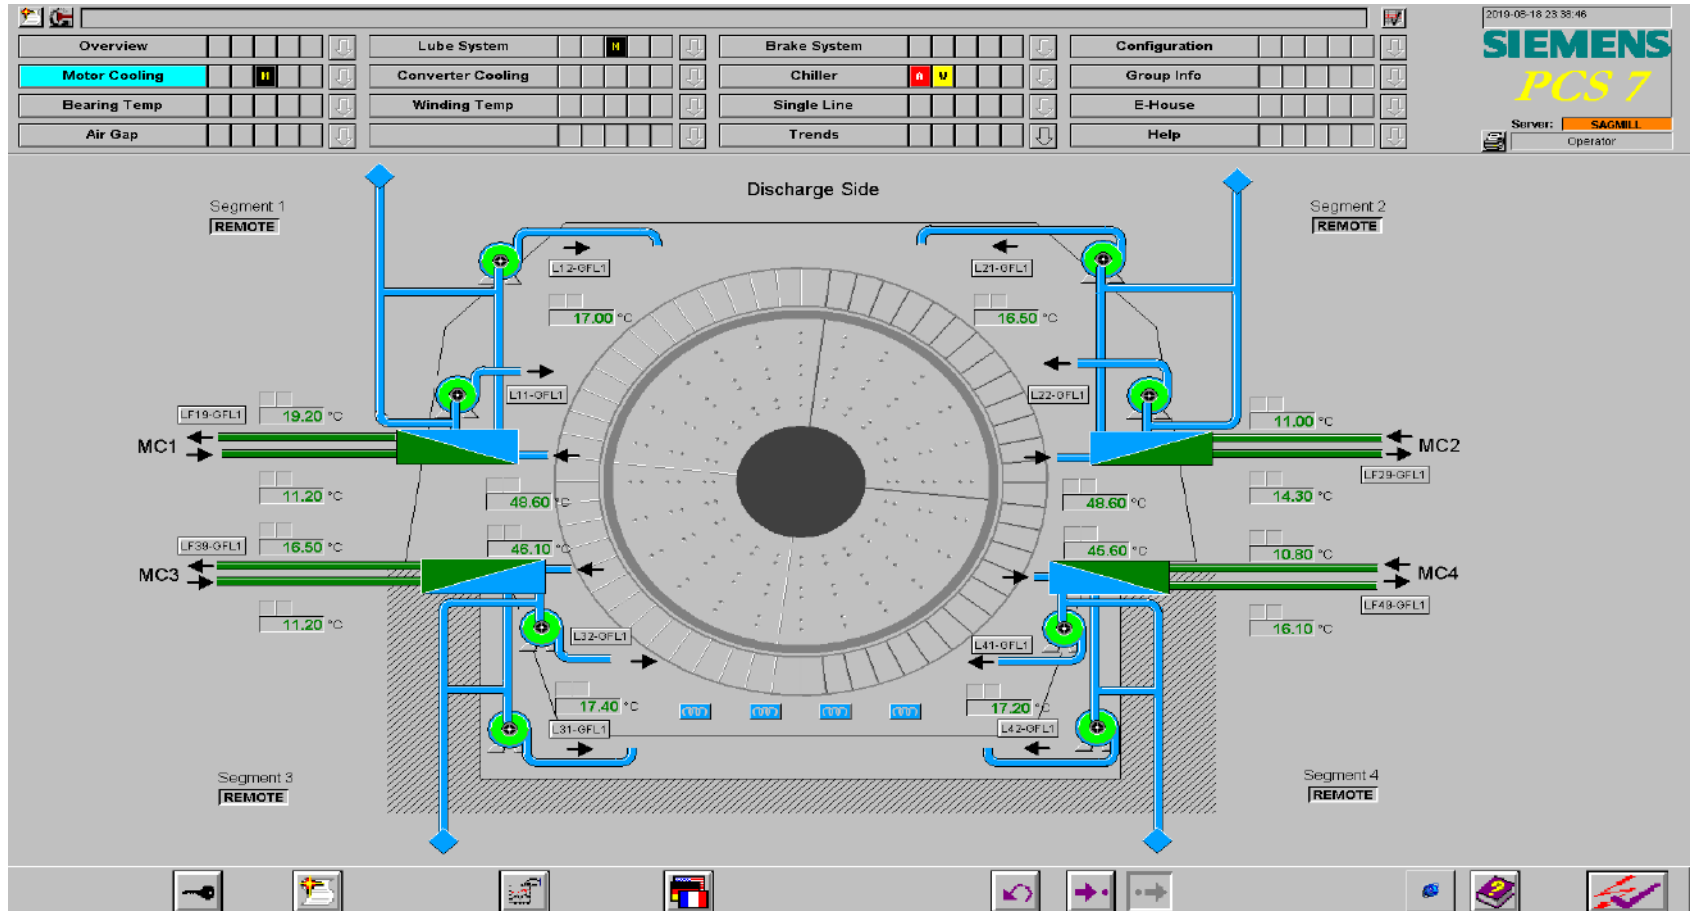 2019-08-18 23:38:46
Overview
Lube System M
Brake System
Configuration
SIEMENS
Motor Cooling M
Converter Cooling
Chiller A W
Group Info
PCS 7
Bearing Temp
Winding Temp
Single Line
E-House
Server: SAGMILL
Air Gap
Trends
Help
Operator
Discharge Side
Segment 1
REMOTE
Segment 2
REMOTE
L12-GFL1
L21-GFL1
17.00 °C
16.50 °C
L11-GFL1
L22-GFL1
LF19-GFL1
19.20 °C
11.00 °C
MC1
MC2
LF29-GFL1
11.20 °C
48.60 °C
48.60 °C
14.30 °C
LF39-GFL1
16.50 °C
46.10 °C
45.60 °C
10.80 °C
MC3
MC4
LF49-GFL1
11.20 °C
L32-GFL1
L41-GFL1
16.10 °C
17.40 °C
17.20 °C
L31-GFL1
L42-GFL1
Segment 3
REMOTE
Segment 4
REMOTE
?